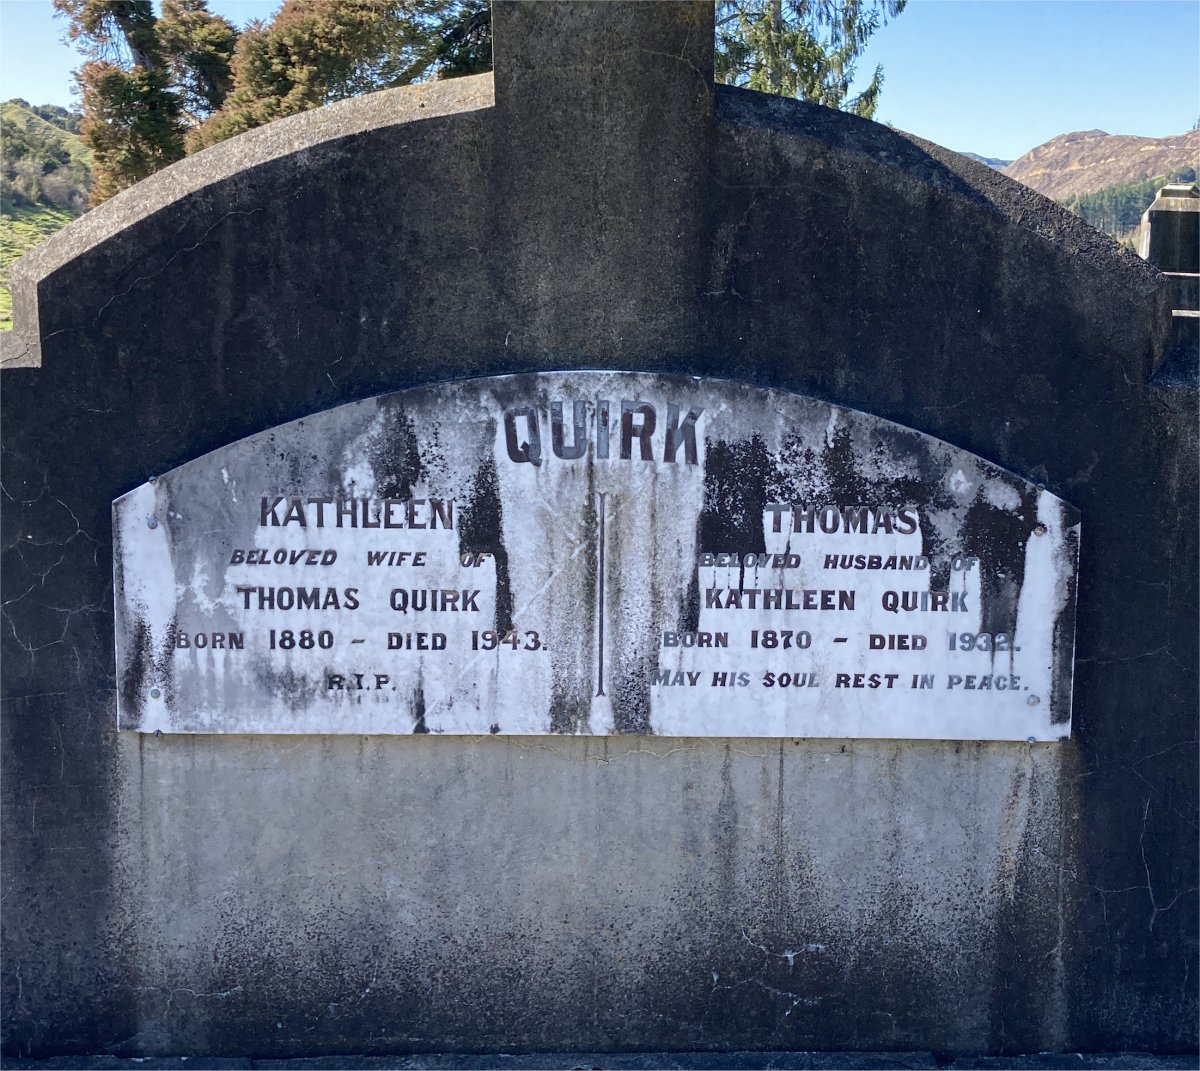 QUIRK
KATHLEEN
BELOVED WIFE OF
THOMAS QUIRK
BORN 1880 - DIED 1943.
R.I.P.
THOMAS
BELOVED HUSBAND OF
KATHLEEN QUIRK
BORN 1870 - DIED 1932.
MAY HIS SOUL REST IN PEACE.